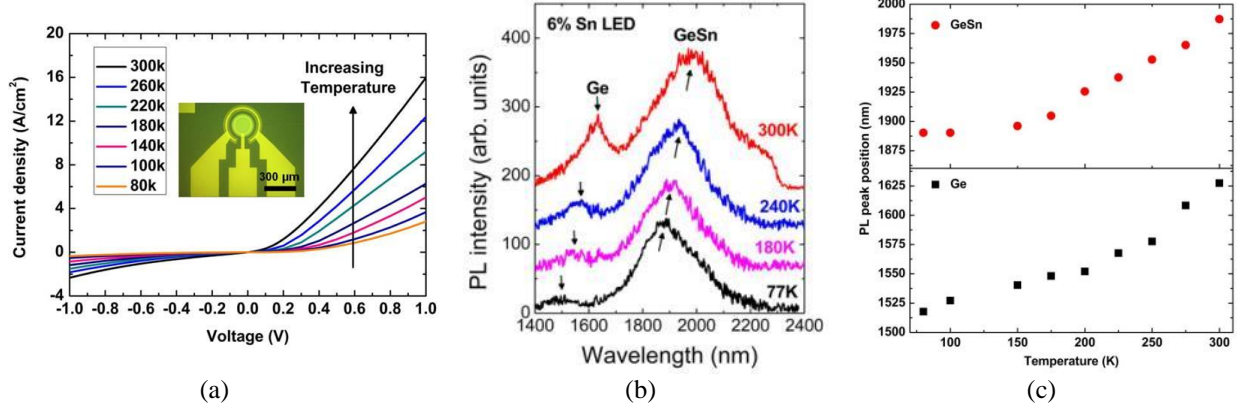 Current density (A/cm²)
24
20
16
12
8
4
0
-4
300k
260k
220k
180k
140k
100k
80k
Increasing
Temperature
300 µm
-1.0 -0.8 -0.6 -0.4 -0.2 0.0 0.2 0.4 0.6 0.8 1.0
Voltage (V)
(a)
PL intensity (arb. units)
400
300
200
100
0
6% Sn LED
GeSn
Ge
300K
240K
180K
77K
1400 1600 1800 2000 2200 2400
Wavelength (nm)
(b)
PL peak position (nm)
2000
1975
1950
1925
1900
1875
GeSn
1625
1600
1575
1550
1525
1500
Ge
100 150 200 250 300
Temperature (K)
(c)